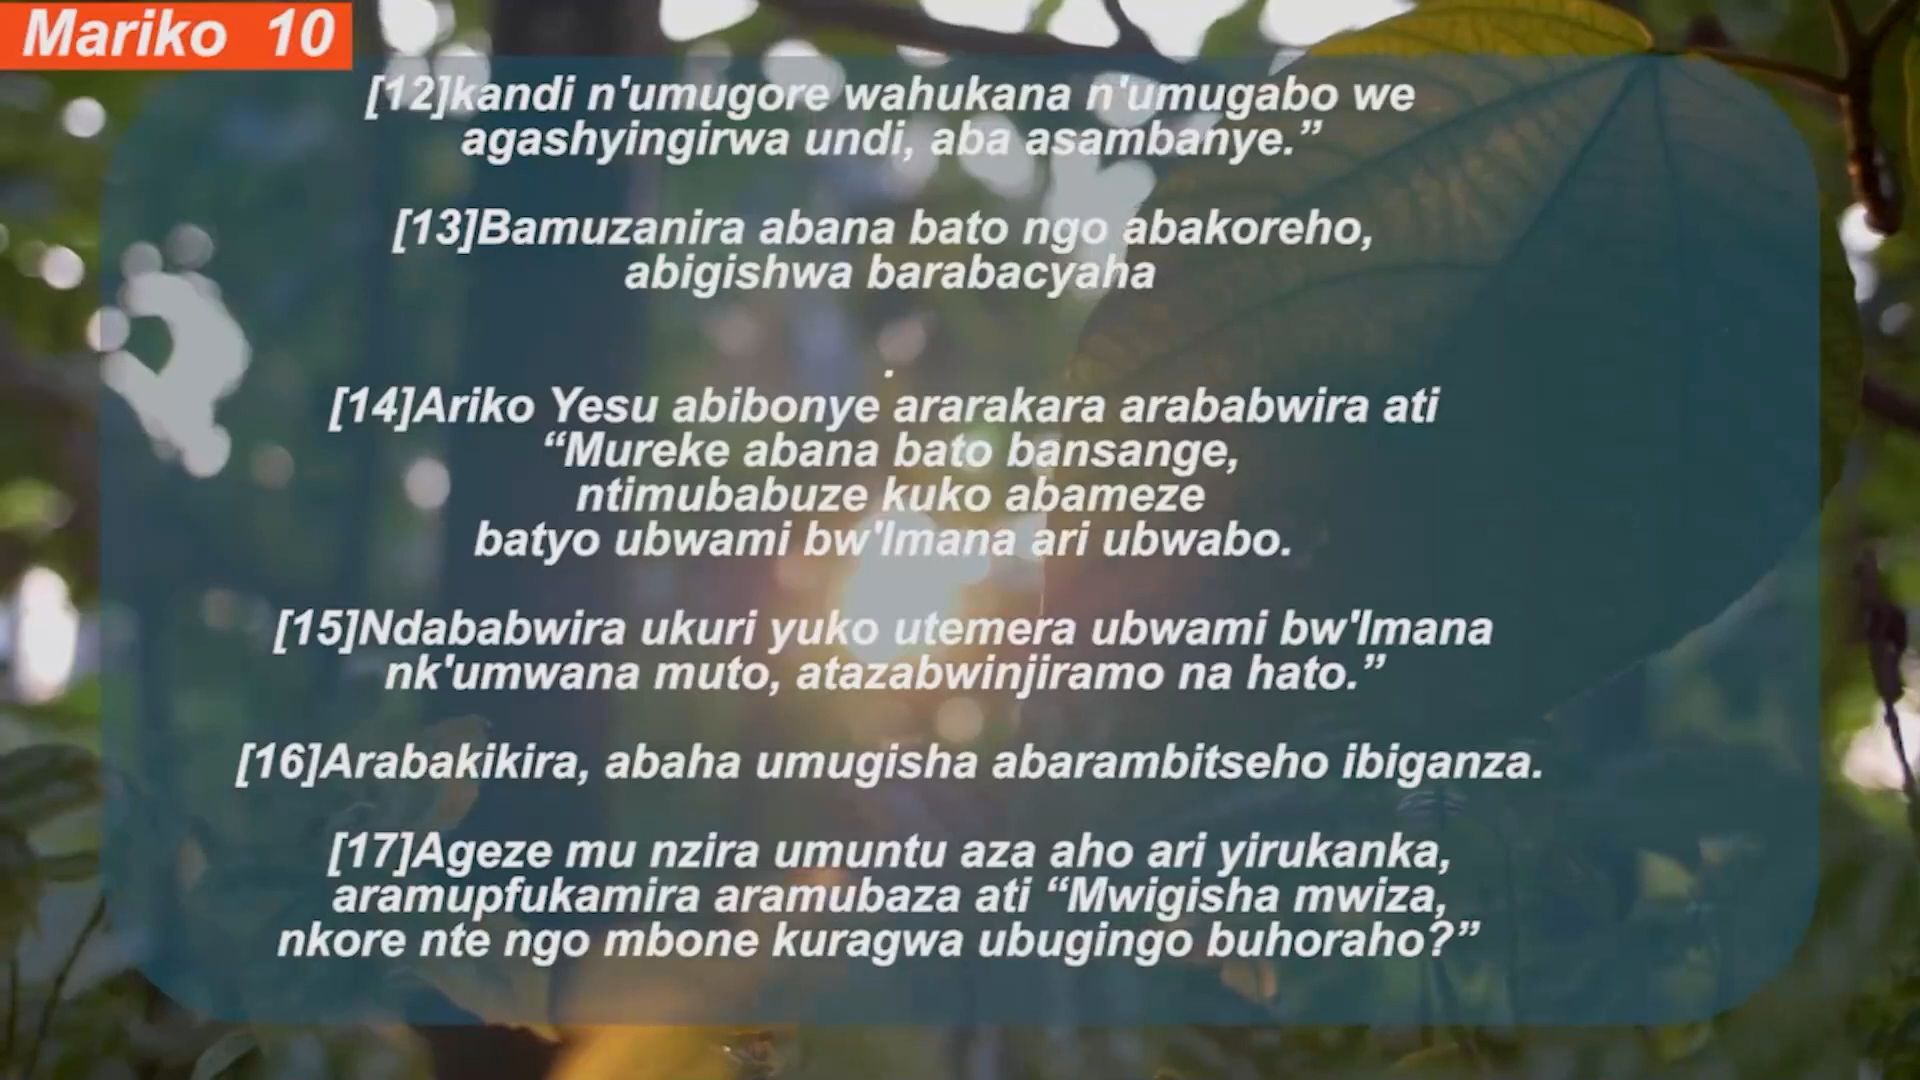 Mariko 10
[12]kandi n'umugore wahukana n'umugabo we
agashyingirwa undi, aba asambanye.”
[13]Bamuzanira abana bato ngo abakoreho,
abigishwa barabacyaha
.
[14]Ariko Yesu abibonye ararakara arababwira ati
“Mureke abana bato bansange,
ntimubabuze kuko abameze
batyo ubwami bw'Imana ari ubwabo.
[15]Ndababwira ukuri yuko utemera ubwami bw'Imana
nk'umwana muto, atazabwinjiramo na hato.”
[16]Arabakikira, abaha umugisha abarambitseho ibiganza.
[17]Ageze mu nzira umuntu aza aho ari yirukanka,
aramupfukamira aramubaza ati “Mwigisha mwiza,
nkore nte ngo mbone kuragwa ubugingo buhoraho?”